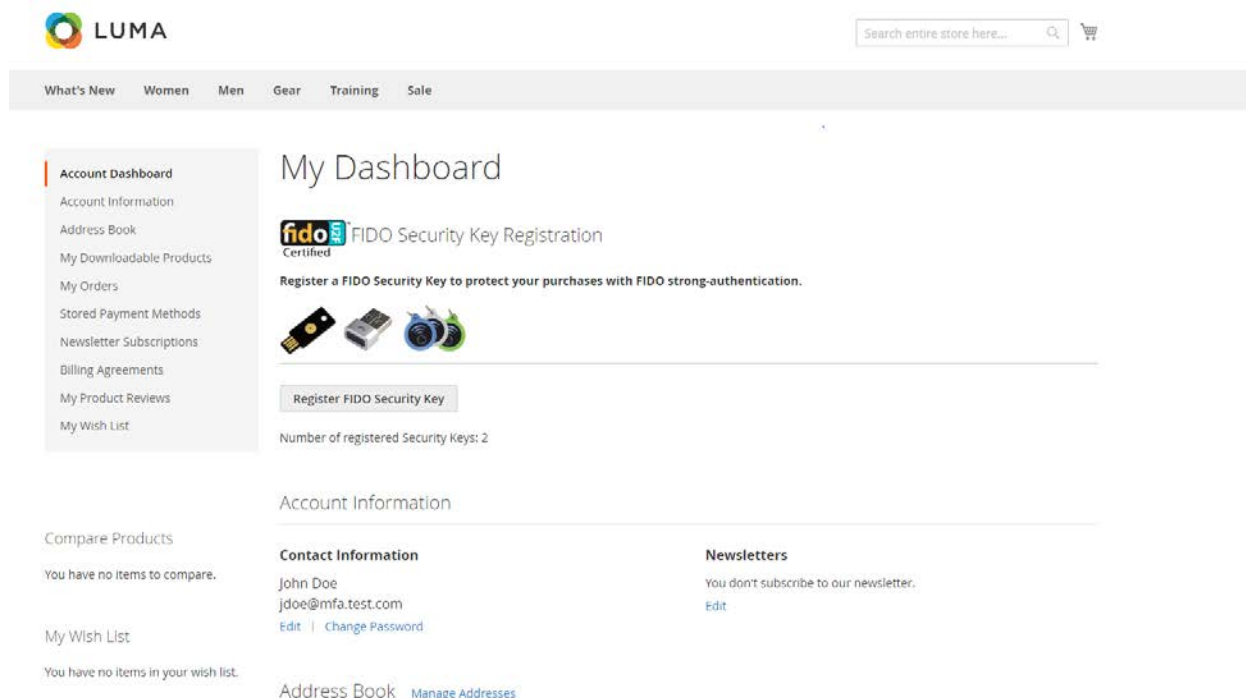 LUMA
Search entire store here...
What's New Women Men Gear Training Sale
Account Dashboard
Account Information
Address Book
My Downloadable Products
My Orders
Stored Payment Methods
Newsletter Subscriptions
Billing Agreements
My Product Reviews
My Wish List
Compare Products
You have no items to compare.
My Wish List
You have no items in your wish list.
My Dashboard
fido U2F ™ FIDO Security Key Registration
Certified
Register a FIDO Security Key to protect your purchases with FIDO strong-authentication.
Register FIDO Security Key
Number of registered Security Keys: 2
Account Information
Contact Information
John Doe
jdoe@mfa.test.com
Edit | Change Password
Newsletters
You don't subscribe to our newsletter.
Edit
Address Book Manage Addresses